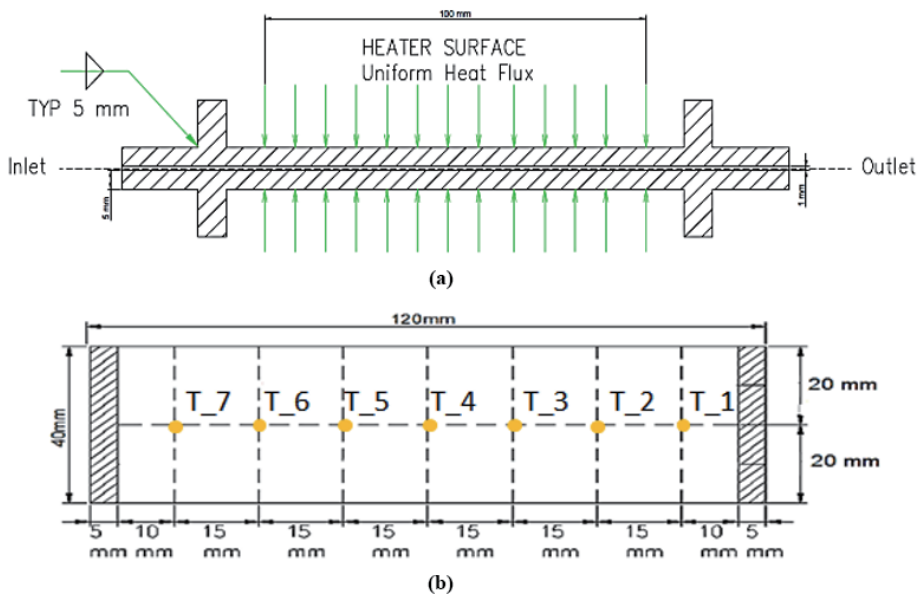 100 mm
HEATER SURFACE
Uniform Heat Flux
TYP 5 mm
Inlet
Outlet
5 mm
1 mm
(a)
120mm
40mm
T_7 T_6 T_5 T_4 T_3 T_2 T_1
20 mm
20 mm
5 10 15 15 15 15 15 15 10 5
mm mm mm mm mm mm mm mm mm mm
(b)